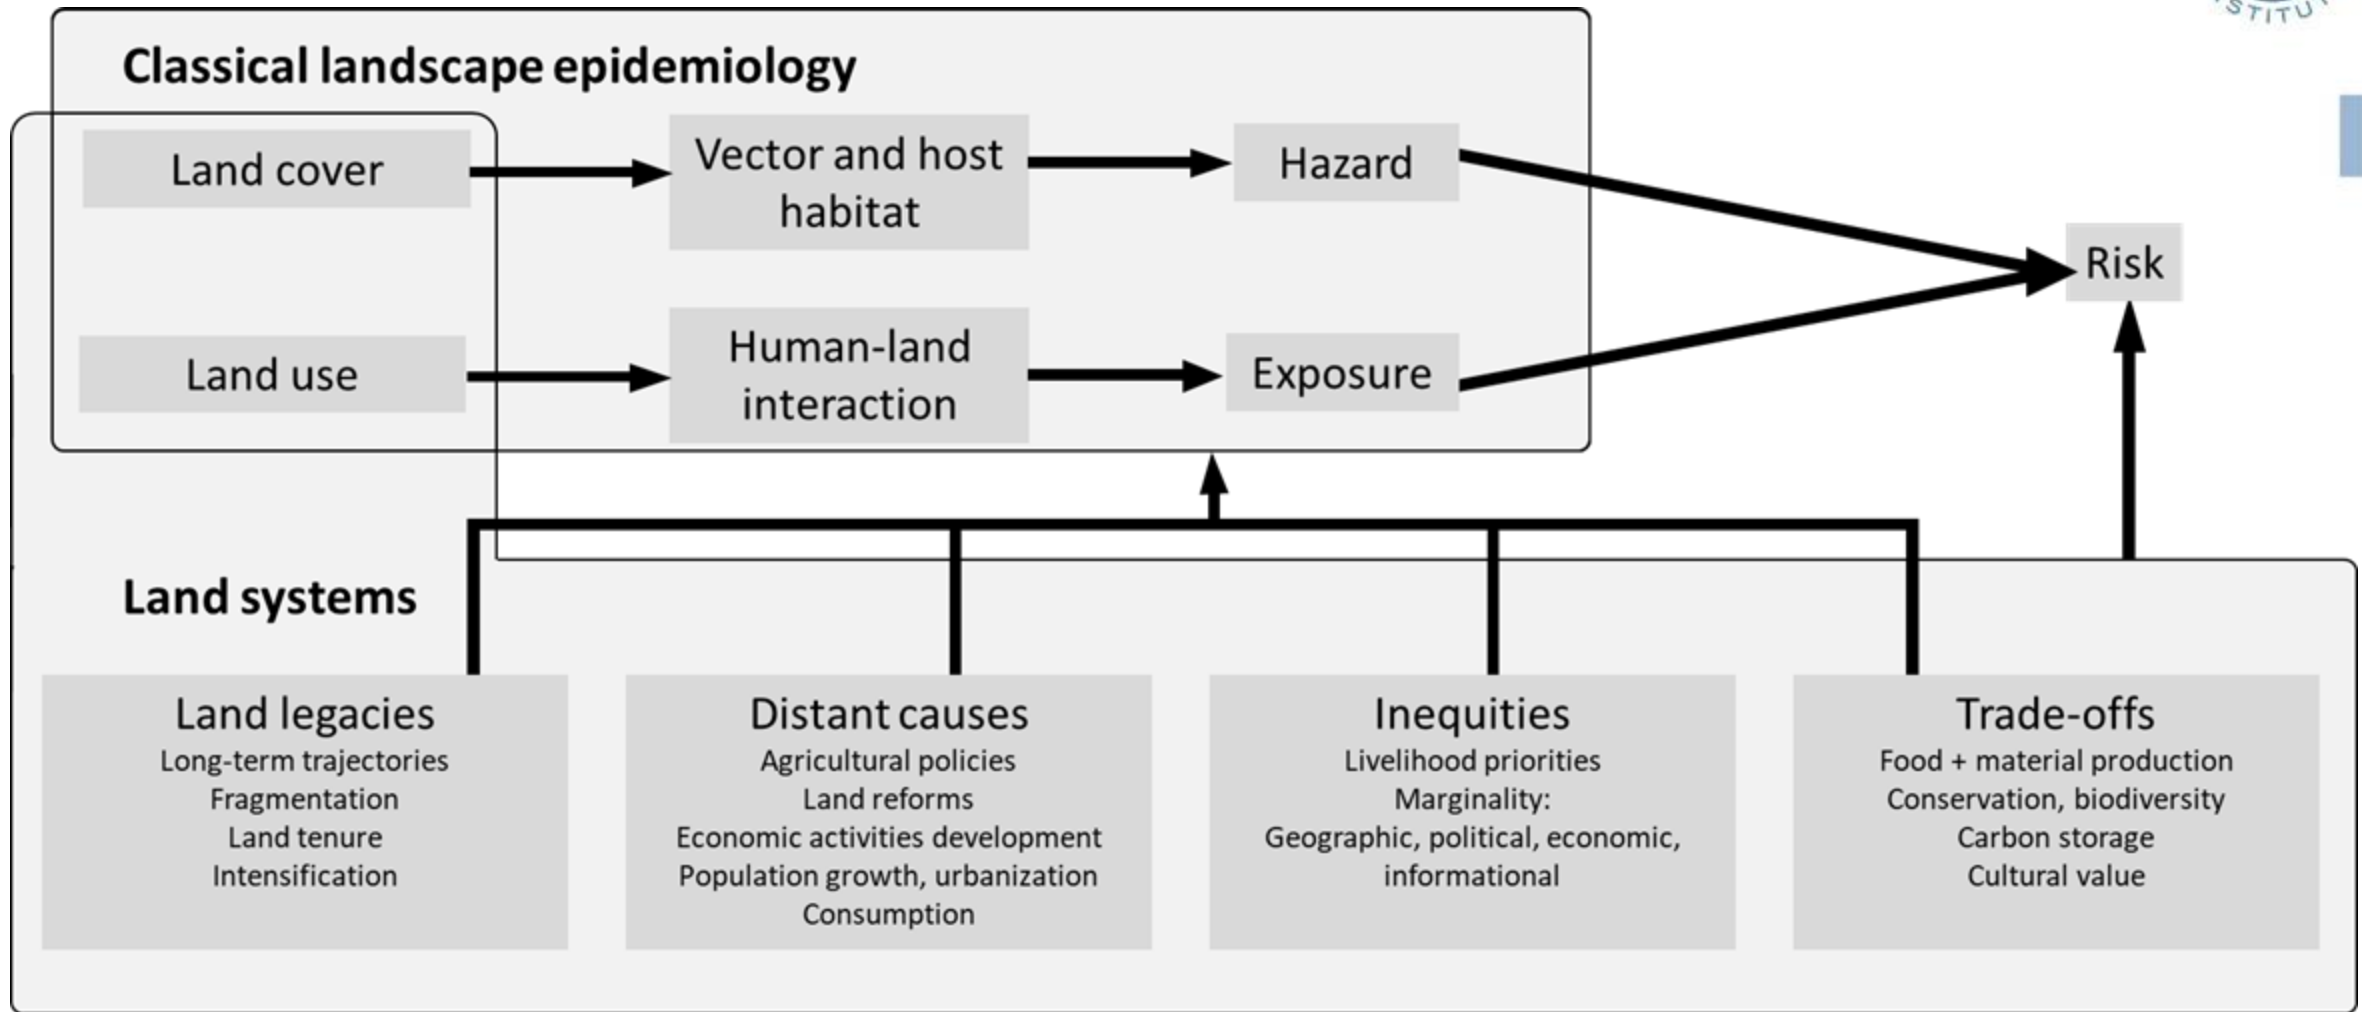 STITU
Classical landscape epidemiology
Land cover
Vector and host
habitat
Hazard
Risk
Land use
Human-land
interaction
Exposure
Land systems
Land legacies
Long-term trajectories
Fragmentation
Land tenure
Intensification
Distant causes
Agricultural policies
Land reforms
Economic activities development
Population growth, urbanization
Consumption
Inequities
Livelihood priorities
Marginality:
Geographic, political, economic,
informational
Trade-offs
Food + material production
Conservation, biodiversity
Carbon storage
Cultural value